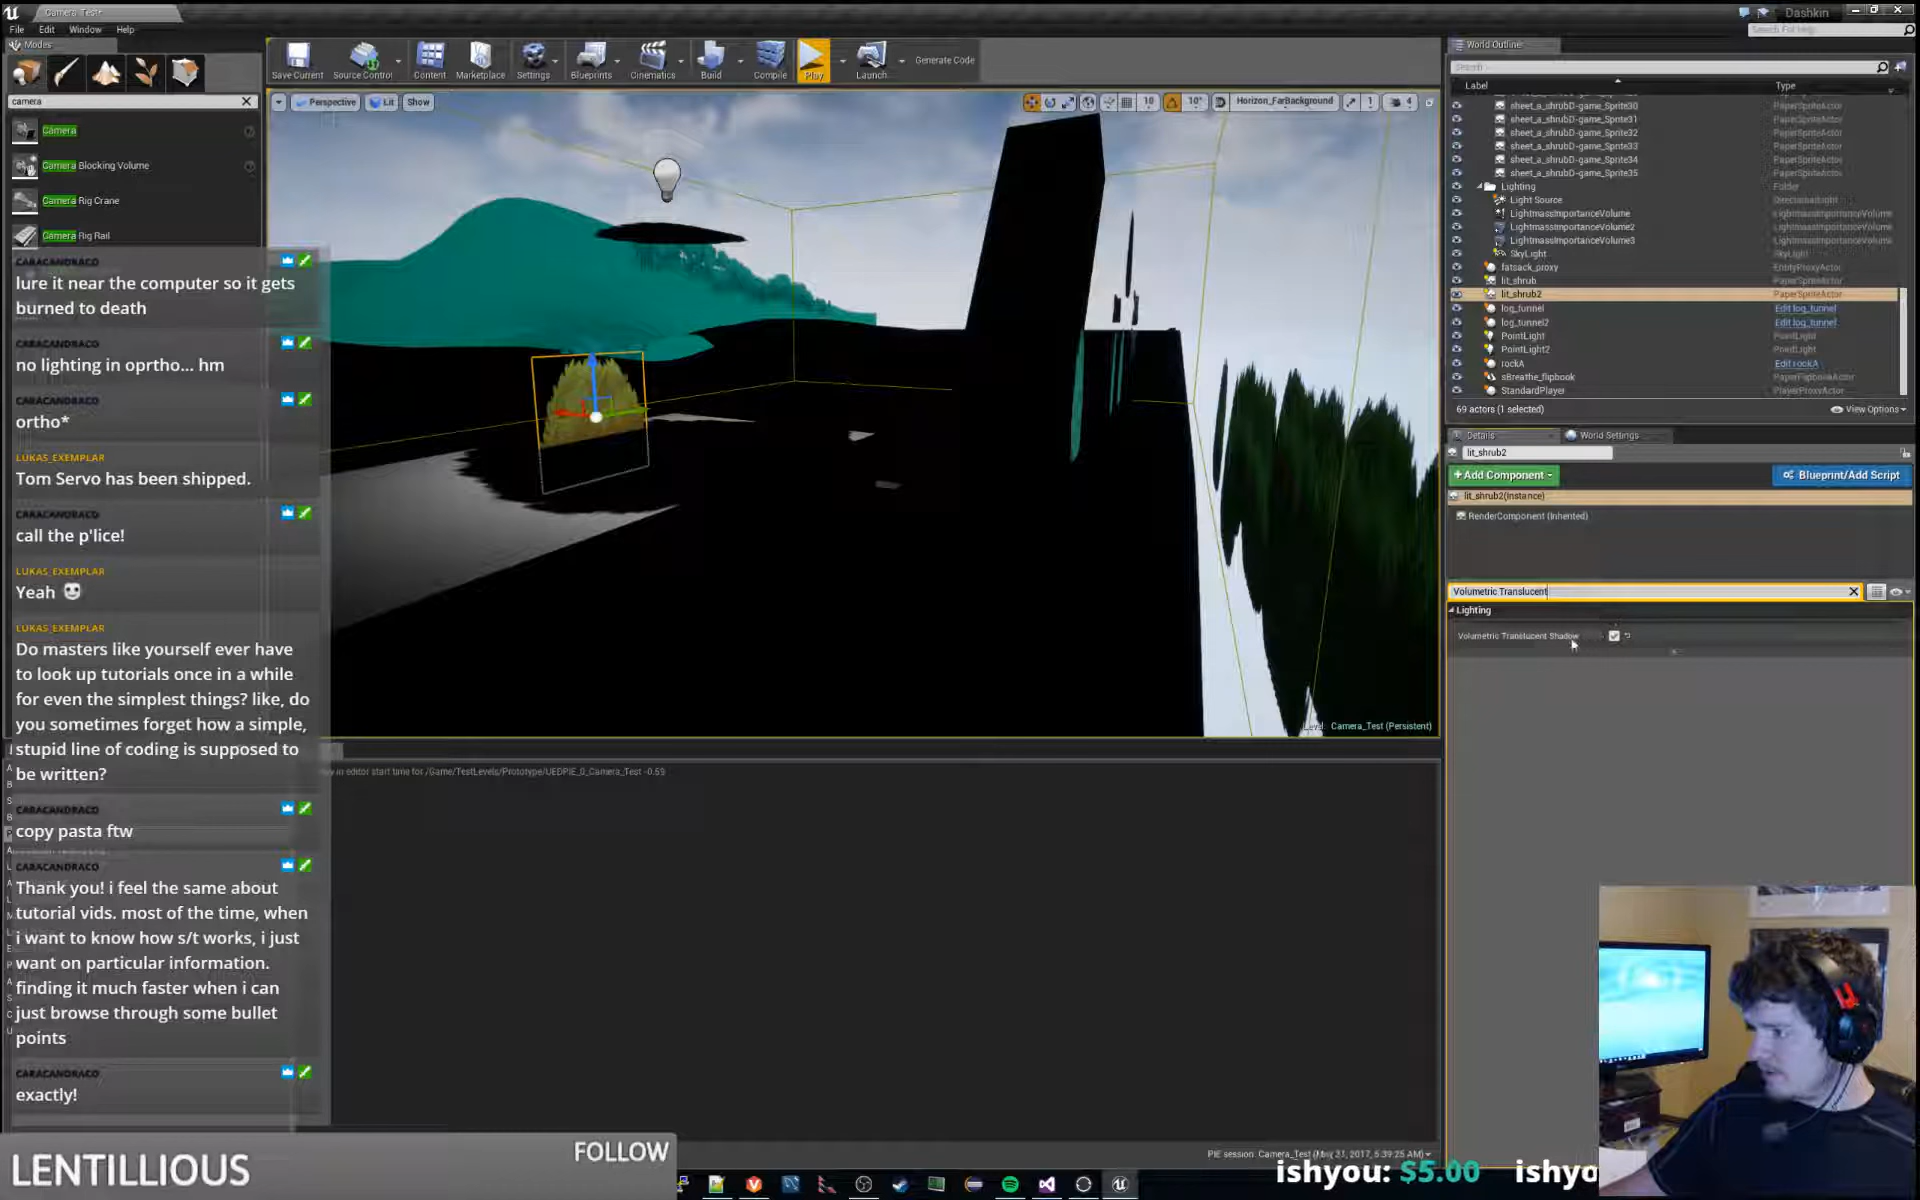 Camera_Test*
Dashkin
File Edit Window Help
Search For Help
Modes
Save Current
Source Control
Content
Marketplace
Settings
Blueprints
Cinematics
Build
Compile
Play
Launch
Generate Code
camera
Camera
Camera Blocking Volume
Camera Rig Crane
Camera Rig Rail
Perspective
Lit
Show
10
10°
Horizon_FarBackground
1
4
Level: Camera_Test (Persistent)
CARACANDRACO
lure it near the computer so it gets
burned to death
CARACANDRACO
no lighting in oprtho... hm
CARACANDRACO
ortho*
LUKAS_EXEMPLAR
Tom Servo has been shipped.
CARACANDRACO
call the p'lice!
LUKAS_EXEMPLAR
Yeah
LUKAS_EXEMPLAR
Do masters like yourself ever have
to look up tutorials once in a while
for even the simplest things? like, do
you sometimes forget how a simple,
stupid line of coding is supposed to
be written?
CARACANDRACO
copy pasta ftw
CARACANDRACO
Thank you! i feel the same about
tutorial vids. most of the time, when
i want to know how s/t works, i just
want on particular information.
finding it much faster when i can
just browse through some bullet
points
CARACANDRACO
exactly!
LENTILLIOUS
FOLLOW
in editor start time for /Game/TestLevels/Prototype/UEDPIE_0_Camera_Test -0.59
World Outliner
Search...
Label Type
sheet_a_shrubD-game_Sprite30 PaperSpriteActor
sheet_a_shrubD-game_Sprite31 PaperSpriteActor
sheet_a_shrubD-game_Sprite32 PaperSpriteActor
sheet_a_shrubD-game_Sprite33 PaperSpriteActor
sheet_a_shrubD-game_Sprite34 PaperSpriteActor
sheet_a_shrubD-game_Sprite35 PaperSpriteActor
Lighting Folder
Light Source DirectionalLight
LightmassImportanceVolume LightmassImportanceVolume
LightmassImportanceVolume2 LightmassImportanceVolume
LightmassImportanceVolume3 LightmassImportanceVolume
SkyLight SkyLight
fatsack_proxy EntityProxyActor
lit_shrub PaperSpriteActor
lit_shrub2 PaperSpriteActor
log_tunnel Edit log_tunnel
log_tunnel2 Edit log_tunnel
PointLight PointLight
PointLight2 PointLight
rockA Edit rockA
sBreathe_flipbook PaperFlipbookActor
StandardPlayer PlayerProxyActor
69 actors (1 selected)
View Options
Details
World Settings
lit_shrub2
+Add Component
Blueprint/Add Script
lit_shrub2(Instance)
RenderComponent (Inherited)
Volumetric Translucent
Lighting
Volumetric Translucent Shadow
PIE session: Camera_Test
ishyou: $5.00 ishyo